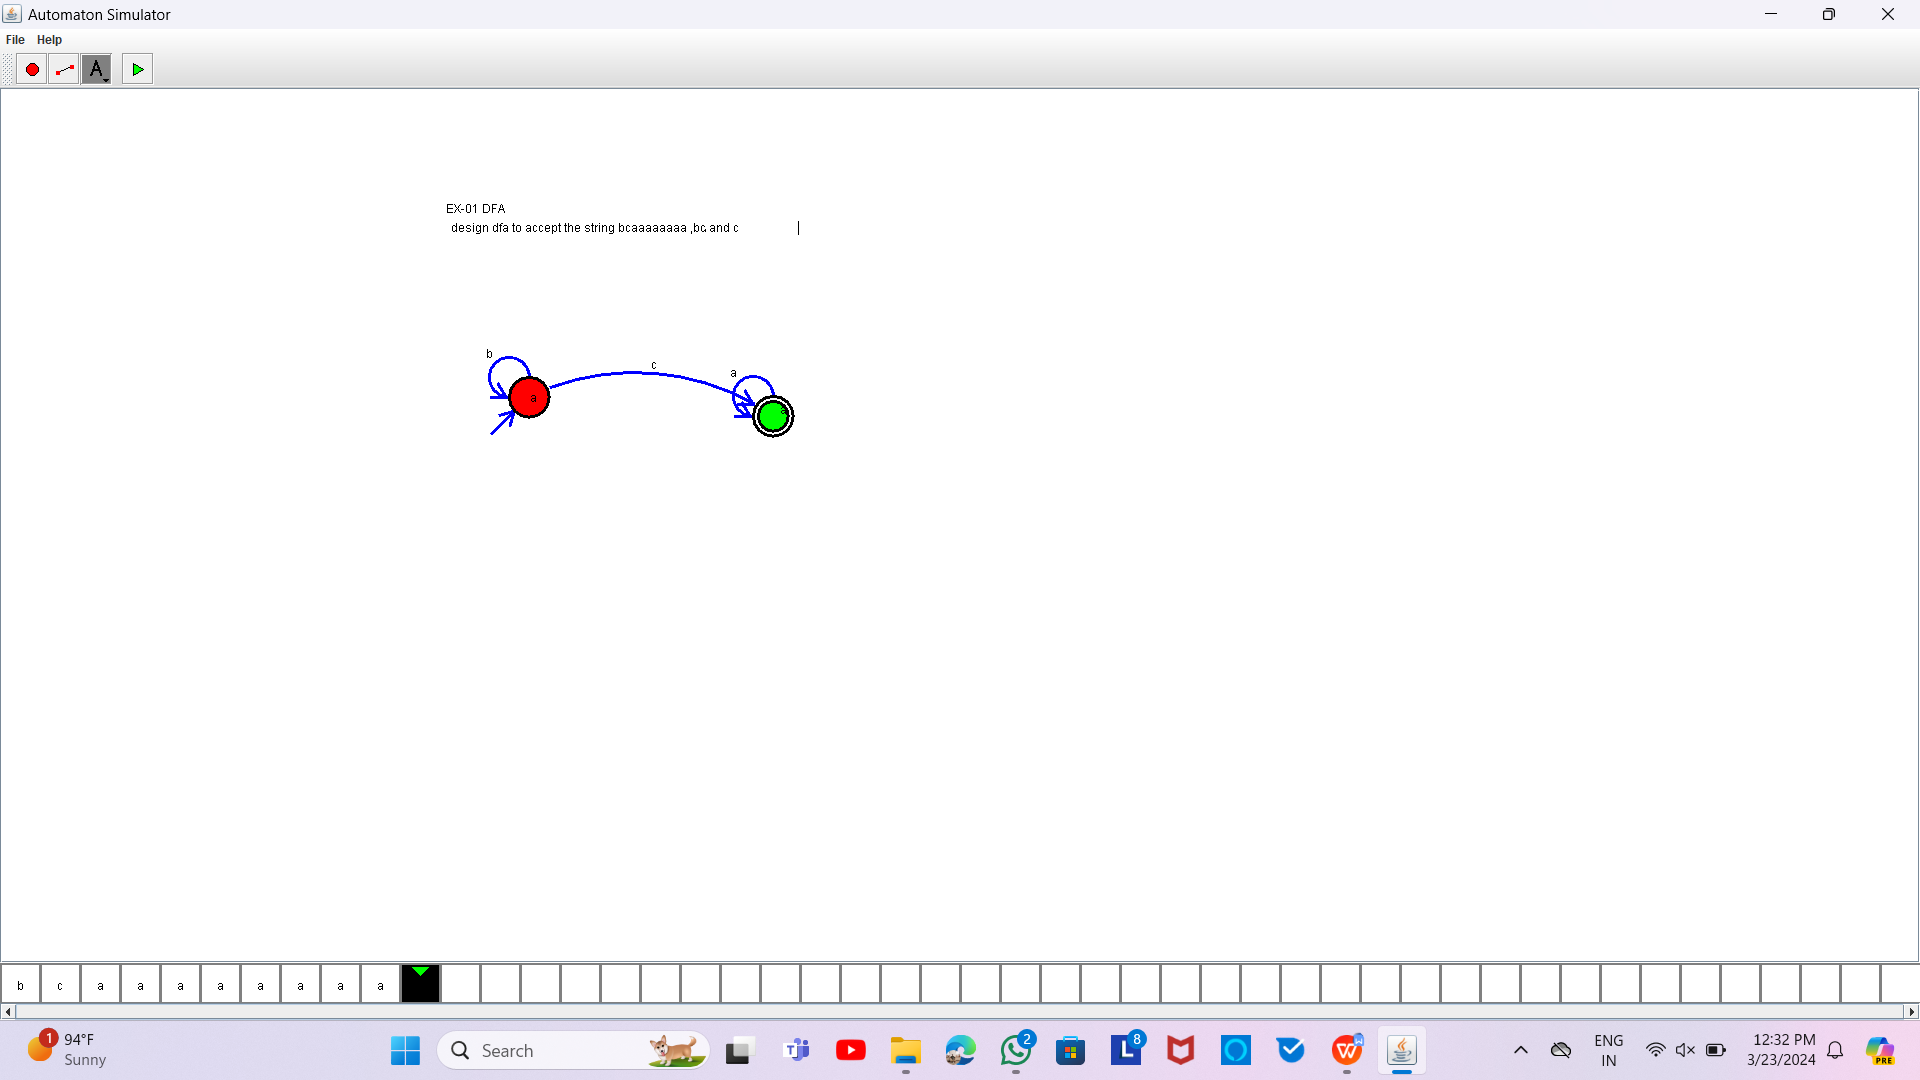 Automaton Simulator
File Help
A
EX-01 DFA
design dfa to accept the string bcaaaaaaaa ,bc and c
b
c
a
a
a
b c a a a a a a a a
1
94°F
Sunny
Search
2
8
L
W
ENG
IN
12:32 PM
3/23/2024
PRE